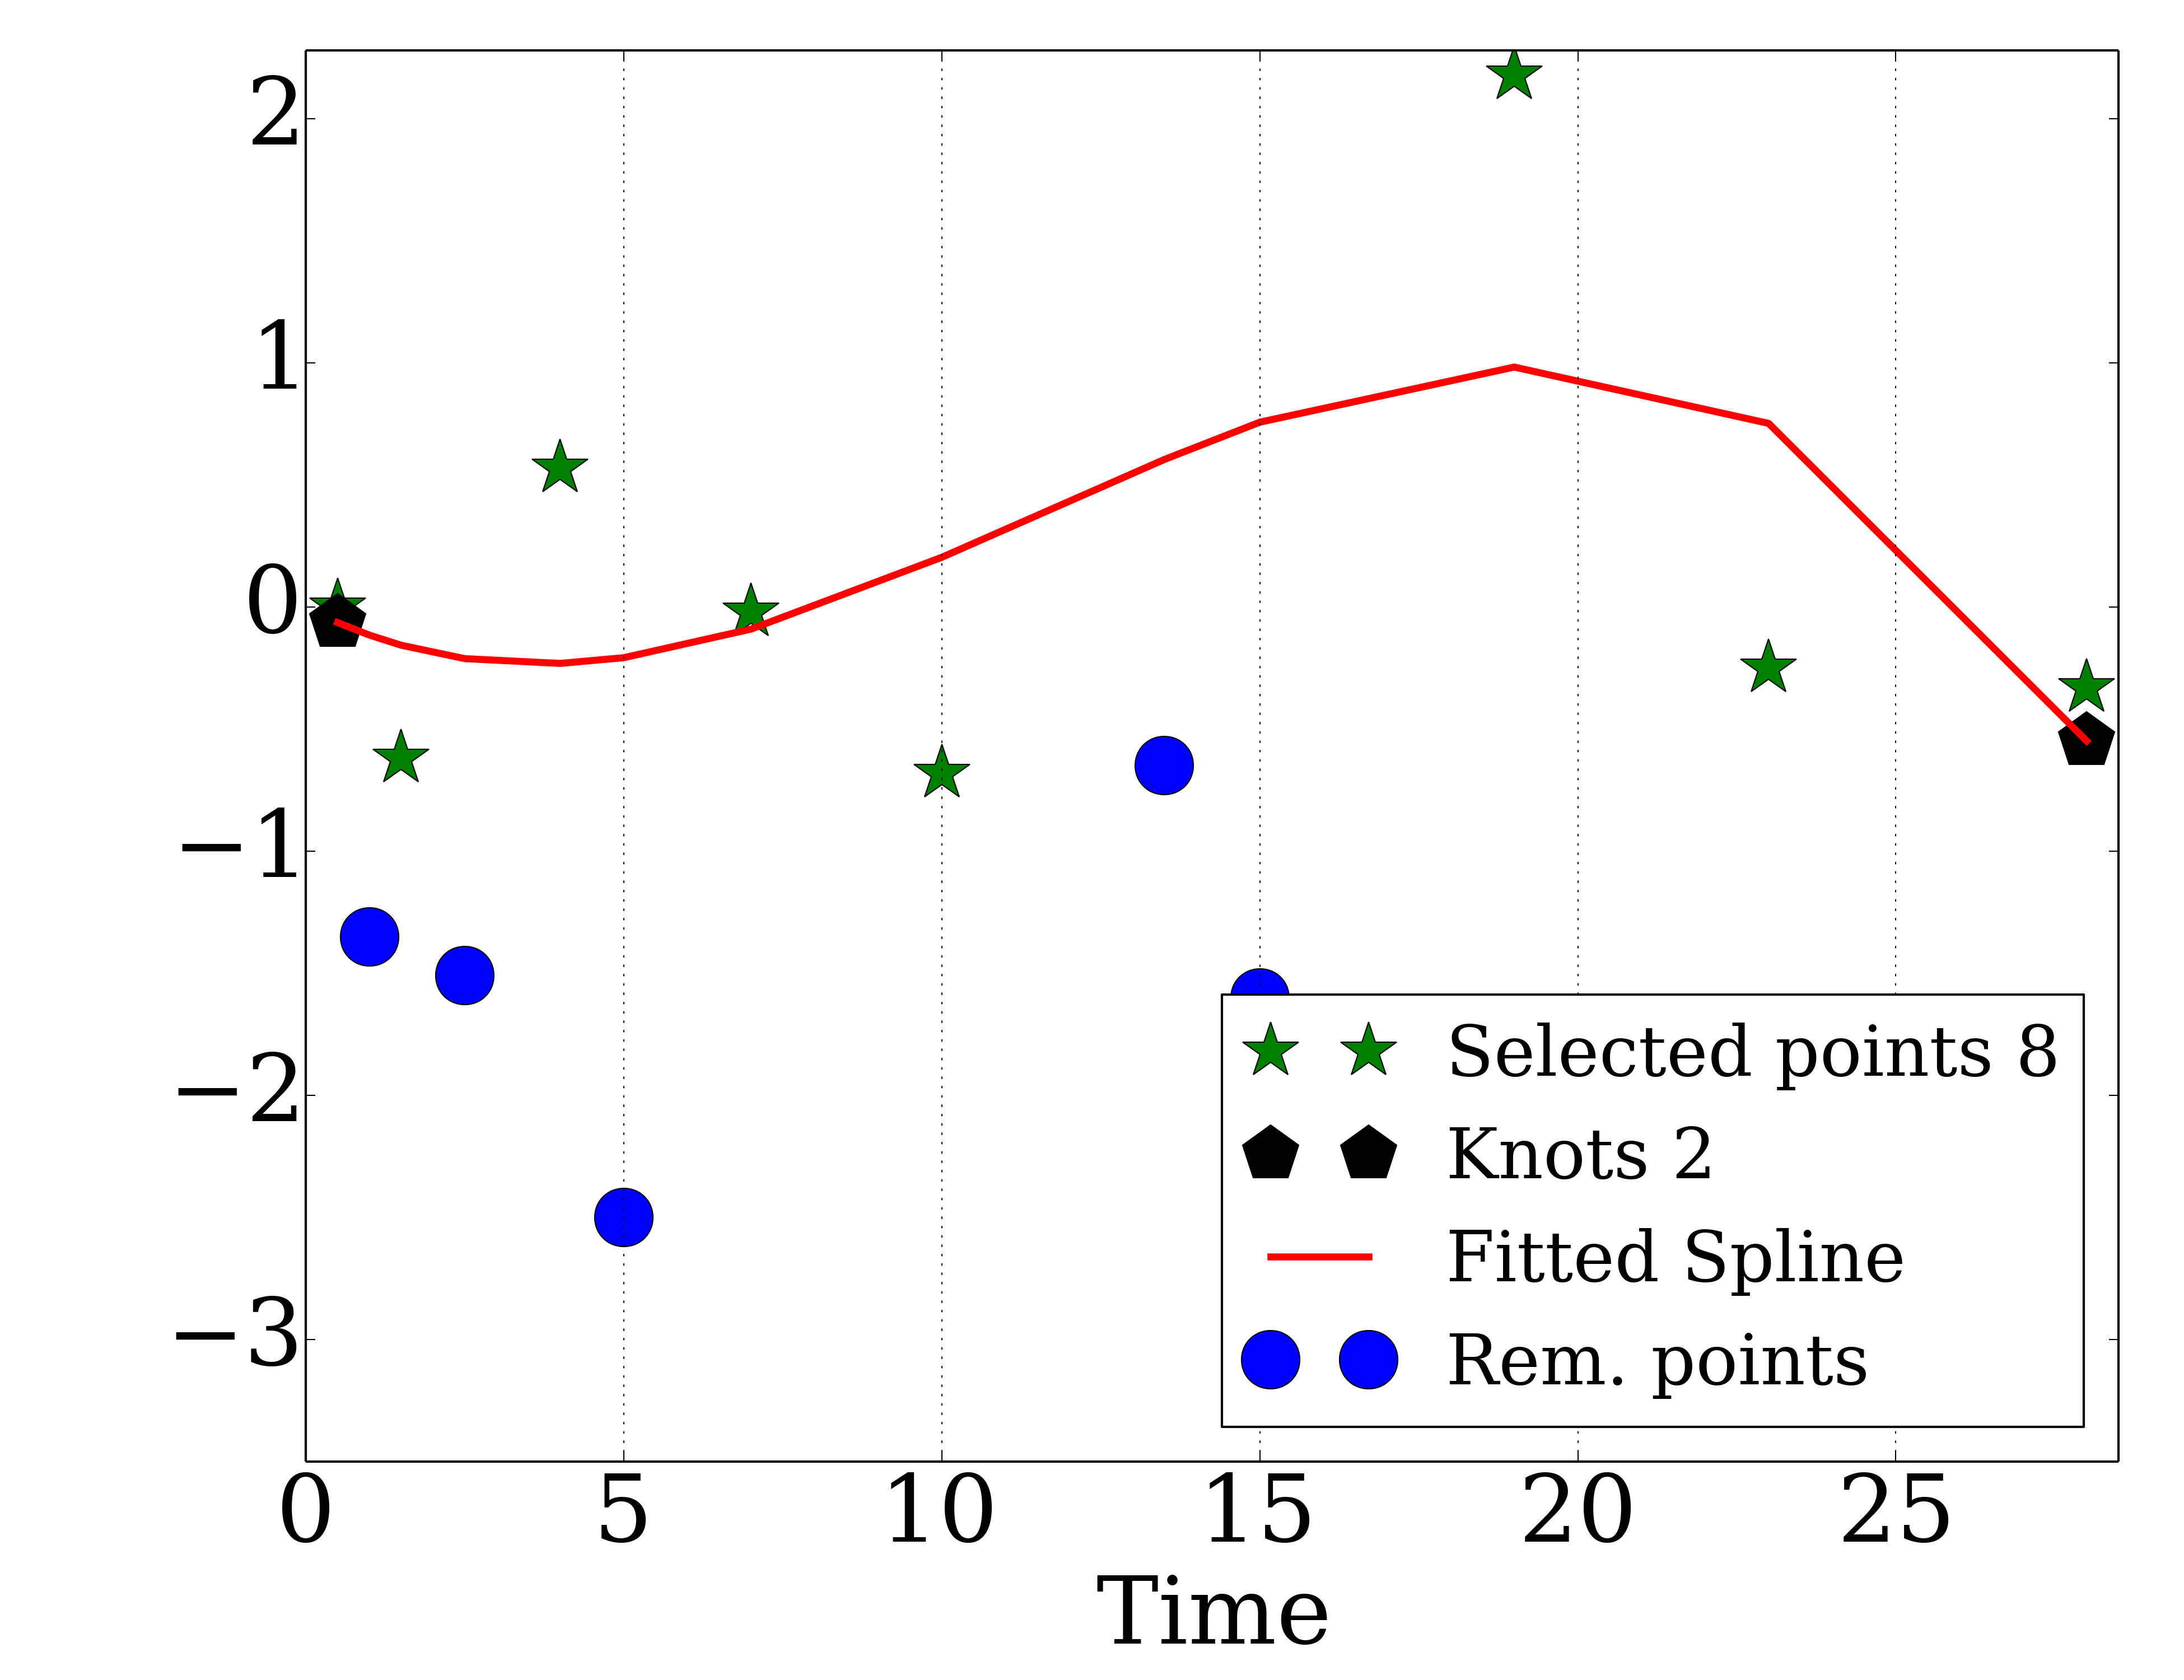 2
1
0
−1
−2
−3
Selected points 8
Knots 2
Fitted Spline
Rem. points
0 5 10 15 20 25
Time